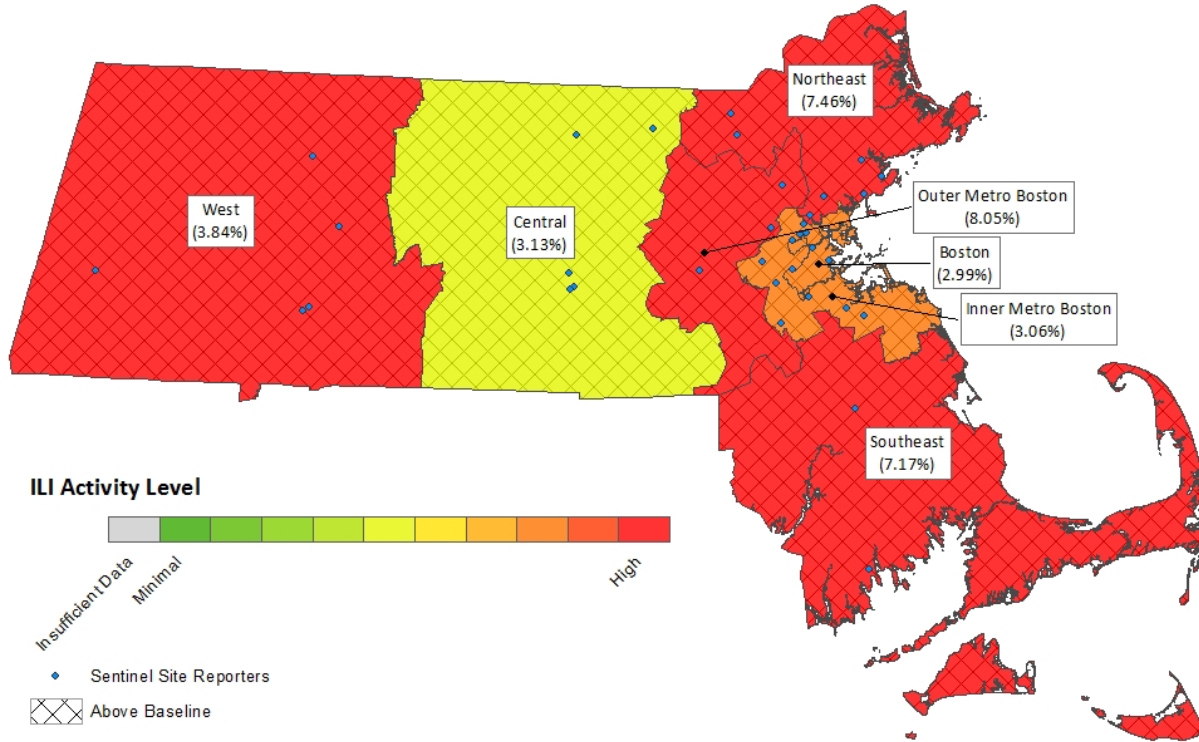 Northeast
(7.46%)
Outer Metro Boston
(8.05%)
West
(3.84%)
Central
(3.13%)
Boston
(2.99%)
Inner Metro Boston
(3.06%)
Southeast
(7.17%)
ILI Activity Level
Insufficient Data
Minimal
High
Sentinel Site Reporters
Above Baseline